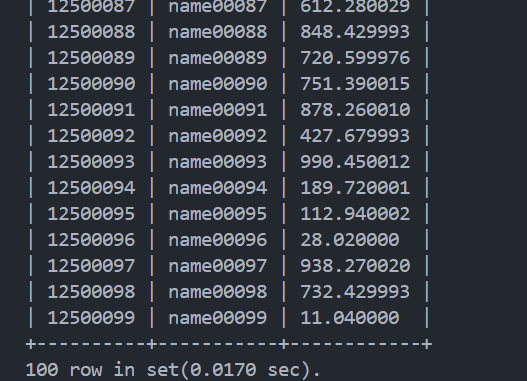 | 12500087 | name00087 | 612.280029 |
| 12500088 | name00088 | 848.429993 |
| 12500089 | name00089 | 720.599976 |
| 12500090 | name00090 | 751.390015 |
| 12500091 | name00091 | 878.260010 |
| 12500092 | name00092 | 427.679993 |
| 12500093 | name00093 | 990.450012 |
| 12500094 | name00094 | 189.720001 |
| 12500095 | name00095 | 112.940002 |
| 12500096 | name00096 | 28.020000  |
| 12500097 | name00097 | 938.270020 |
| 12500098 | name00098 | 732.429993 |
| 12500099 | name00099 | 11.040000  |
+----------+-----------+------------+
100 row in set(0.0170 sec).